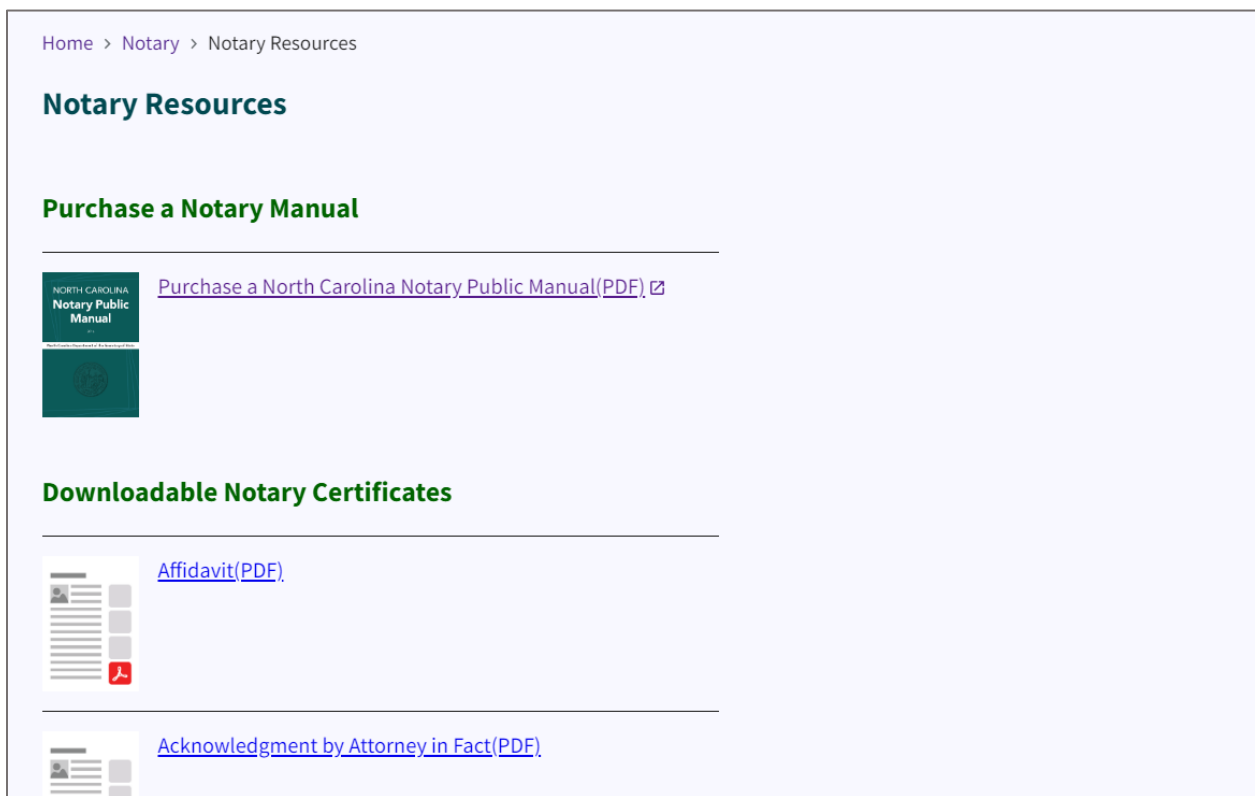 Home > Notary > Notary Resources
Notary Resources
Purchase a Notary Manual
NORTH CAROLINA
Notary Public
Manual
Purchase a North Carolina Notary Public Manual(PDF)
Downloadable Notary Certificates
Affidavit(PDF)
Acknowledgment by Attorney in Fact(PDF)